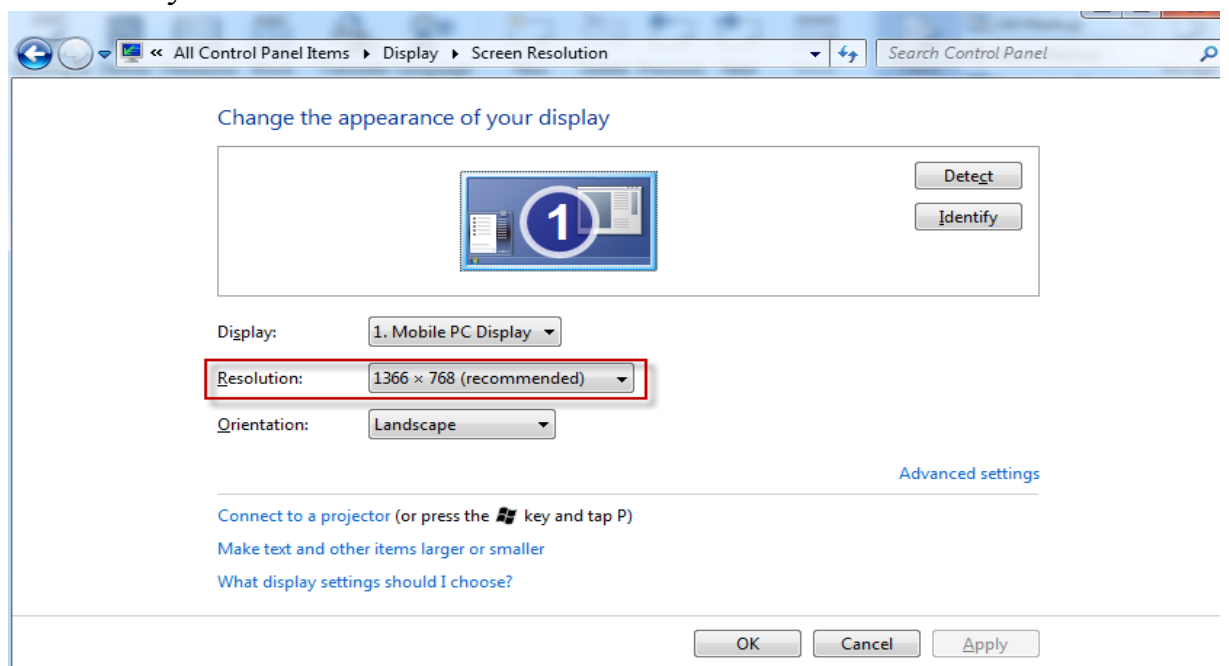 « All Control Panel Items ▸ Display ▸ Screen Resolution Search Control Panel
Change the appearance of your display
1
Detect
Identify
Display: 1. Mobile PC Display
Resolution: 1366 × 768 (recommended)
Orientation: Landscape
Advanced settings
Connect to a projector (or press the key and tap P)
Make text and other items larger or smaller
What display settings should I choose?
OK Cancel Apply